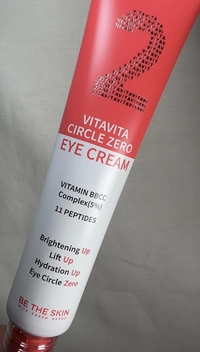 2
VITAVITA
CIRCLE ZERO
EYE CREAM
VITAMIN BBCC
Complex(5%)
11 PEPTIDES
Brightening Up
Lift Up
Hydration Up
Eye Circle Zero
BE THE SKIN